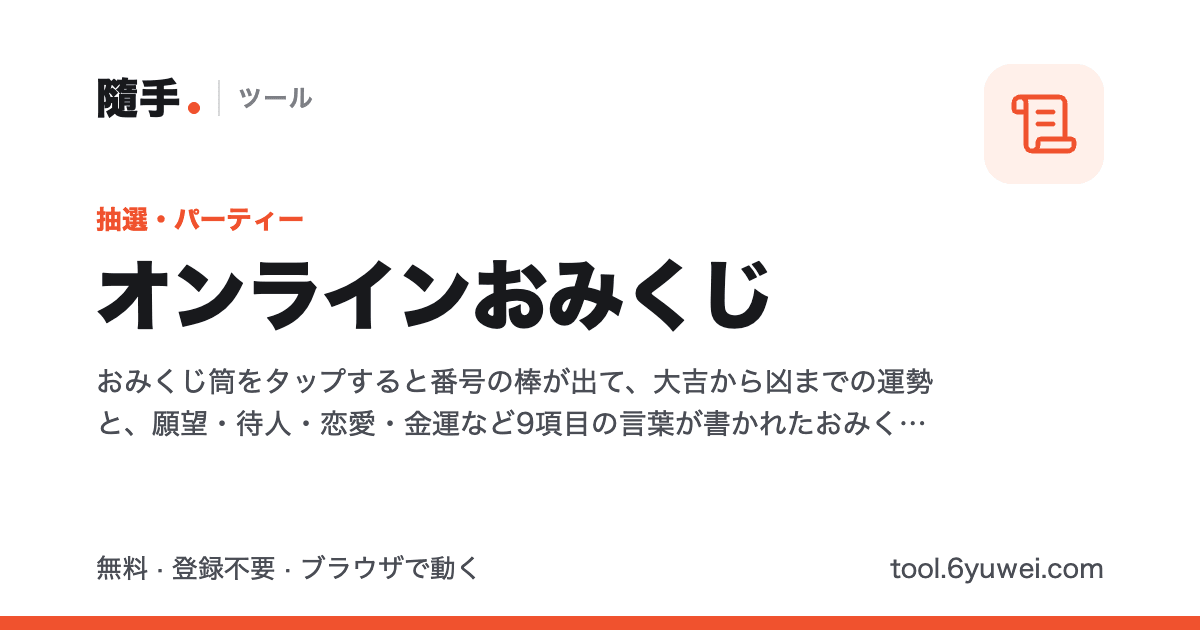 隨手. ツール
抽選・パーティー
オンラインおみくじ
おみくじ筒をタップすると番号の棒が出て、大吉から凶までの運勢
と、願望・待人・恋愛・金運など9項目の言葉が書かれたおみく…
無料 · 登録不要 · ブラウザで動く
tool.6yuwei.com